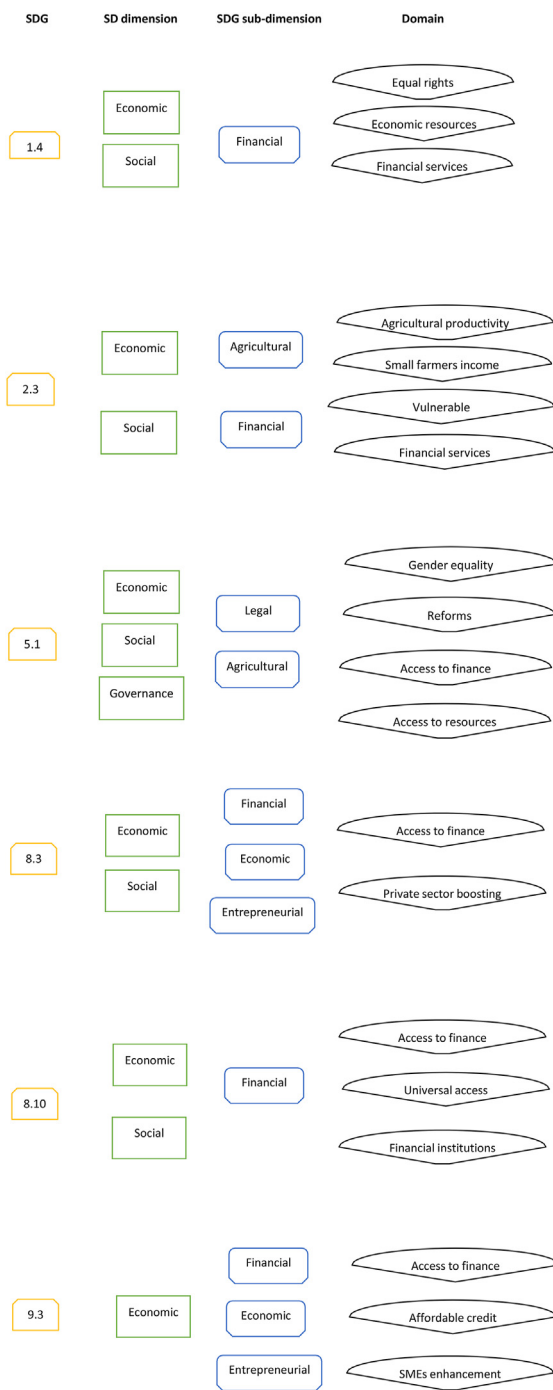 SDG SD dimension SDG sub-dimension Domain
Equal rights
Economic
Economic resources
1.4
Financial
Social
Financial services
Agricultural productivity
Economic
Agricultural
Small farmers income
2.3
Vulnerable
Social
Financial
Financial services
Gender equality
Economic
Legal
Reforms
5.1
Social
Agricultural
Access to finance
Governance
Access to resources
Financial
Economic
Access to finance
8.3
Economic
Social
Private sector boosting
Entrepreneurial
Access to finance
Economic
Financial
Universal access
8.10
Social
Financial institutions
Financial
Access to finance
9.3
Economic
Economic
Affordable credit
Entrepreneurial
SMEs enhancement